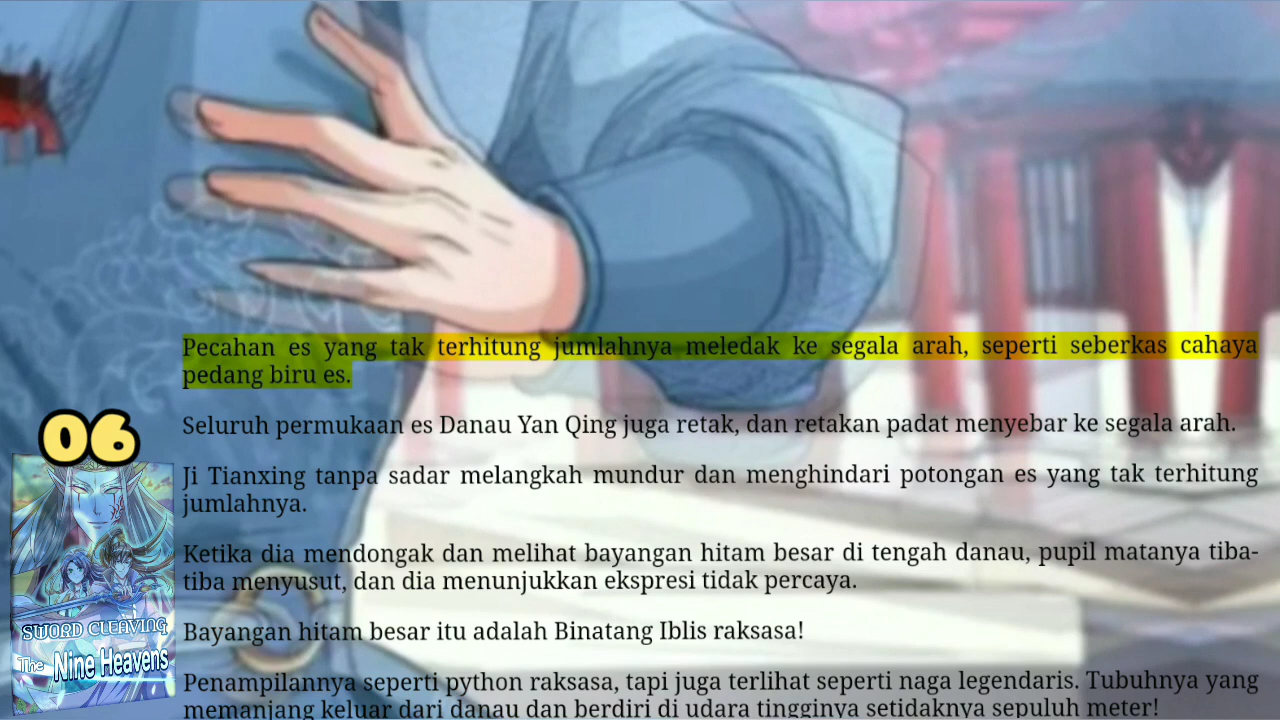 Pecahan es yang tak terhitung jumlahnya meledak ke segala arah, seperti seberkas cahaya
pedang biru es.
Seluruh permukaan es Danau Yan Qing juga retak, dan retakan padat menyebar ke segala arah.
Ji Tianxing tanpa sadar melangkah mundur dan menghindari potongan es yang tak terhitung
jumlahnya.
Ketika dia mendongak dan melihat bayangan hitam besar di tengah danau, pupil matanya tiba-
tiba menyusut, dan dia menunjukkan ekspresi tidak percaya.
Bayangan hitam besar itu adalah Binatang Iblis raksasa!
Penampilannya seperti python raksasa, tapi juga terlihat seperti naga legendaris. Tubuhnya yang
memanjang keluar dari danau dan berdiri di udara tingginya setidaknya sepuluh meter!
06
SWORD CLEAVING
The Nine Heavens